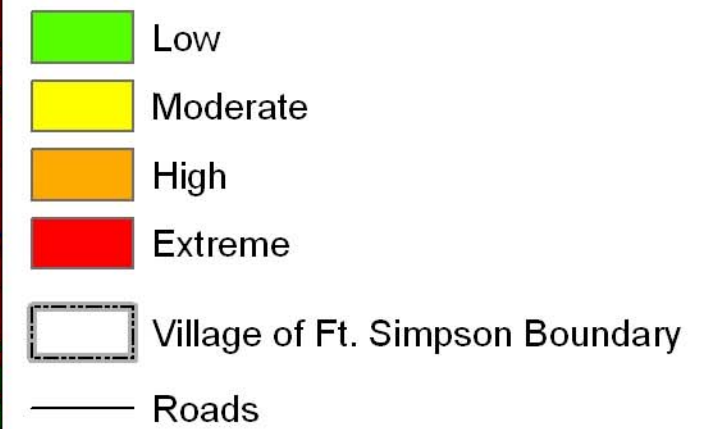 Low
Moderate
High
Extreme
Village of Ft. Simpson Boundary
Roads